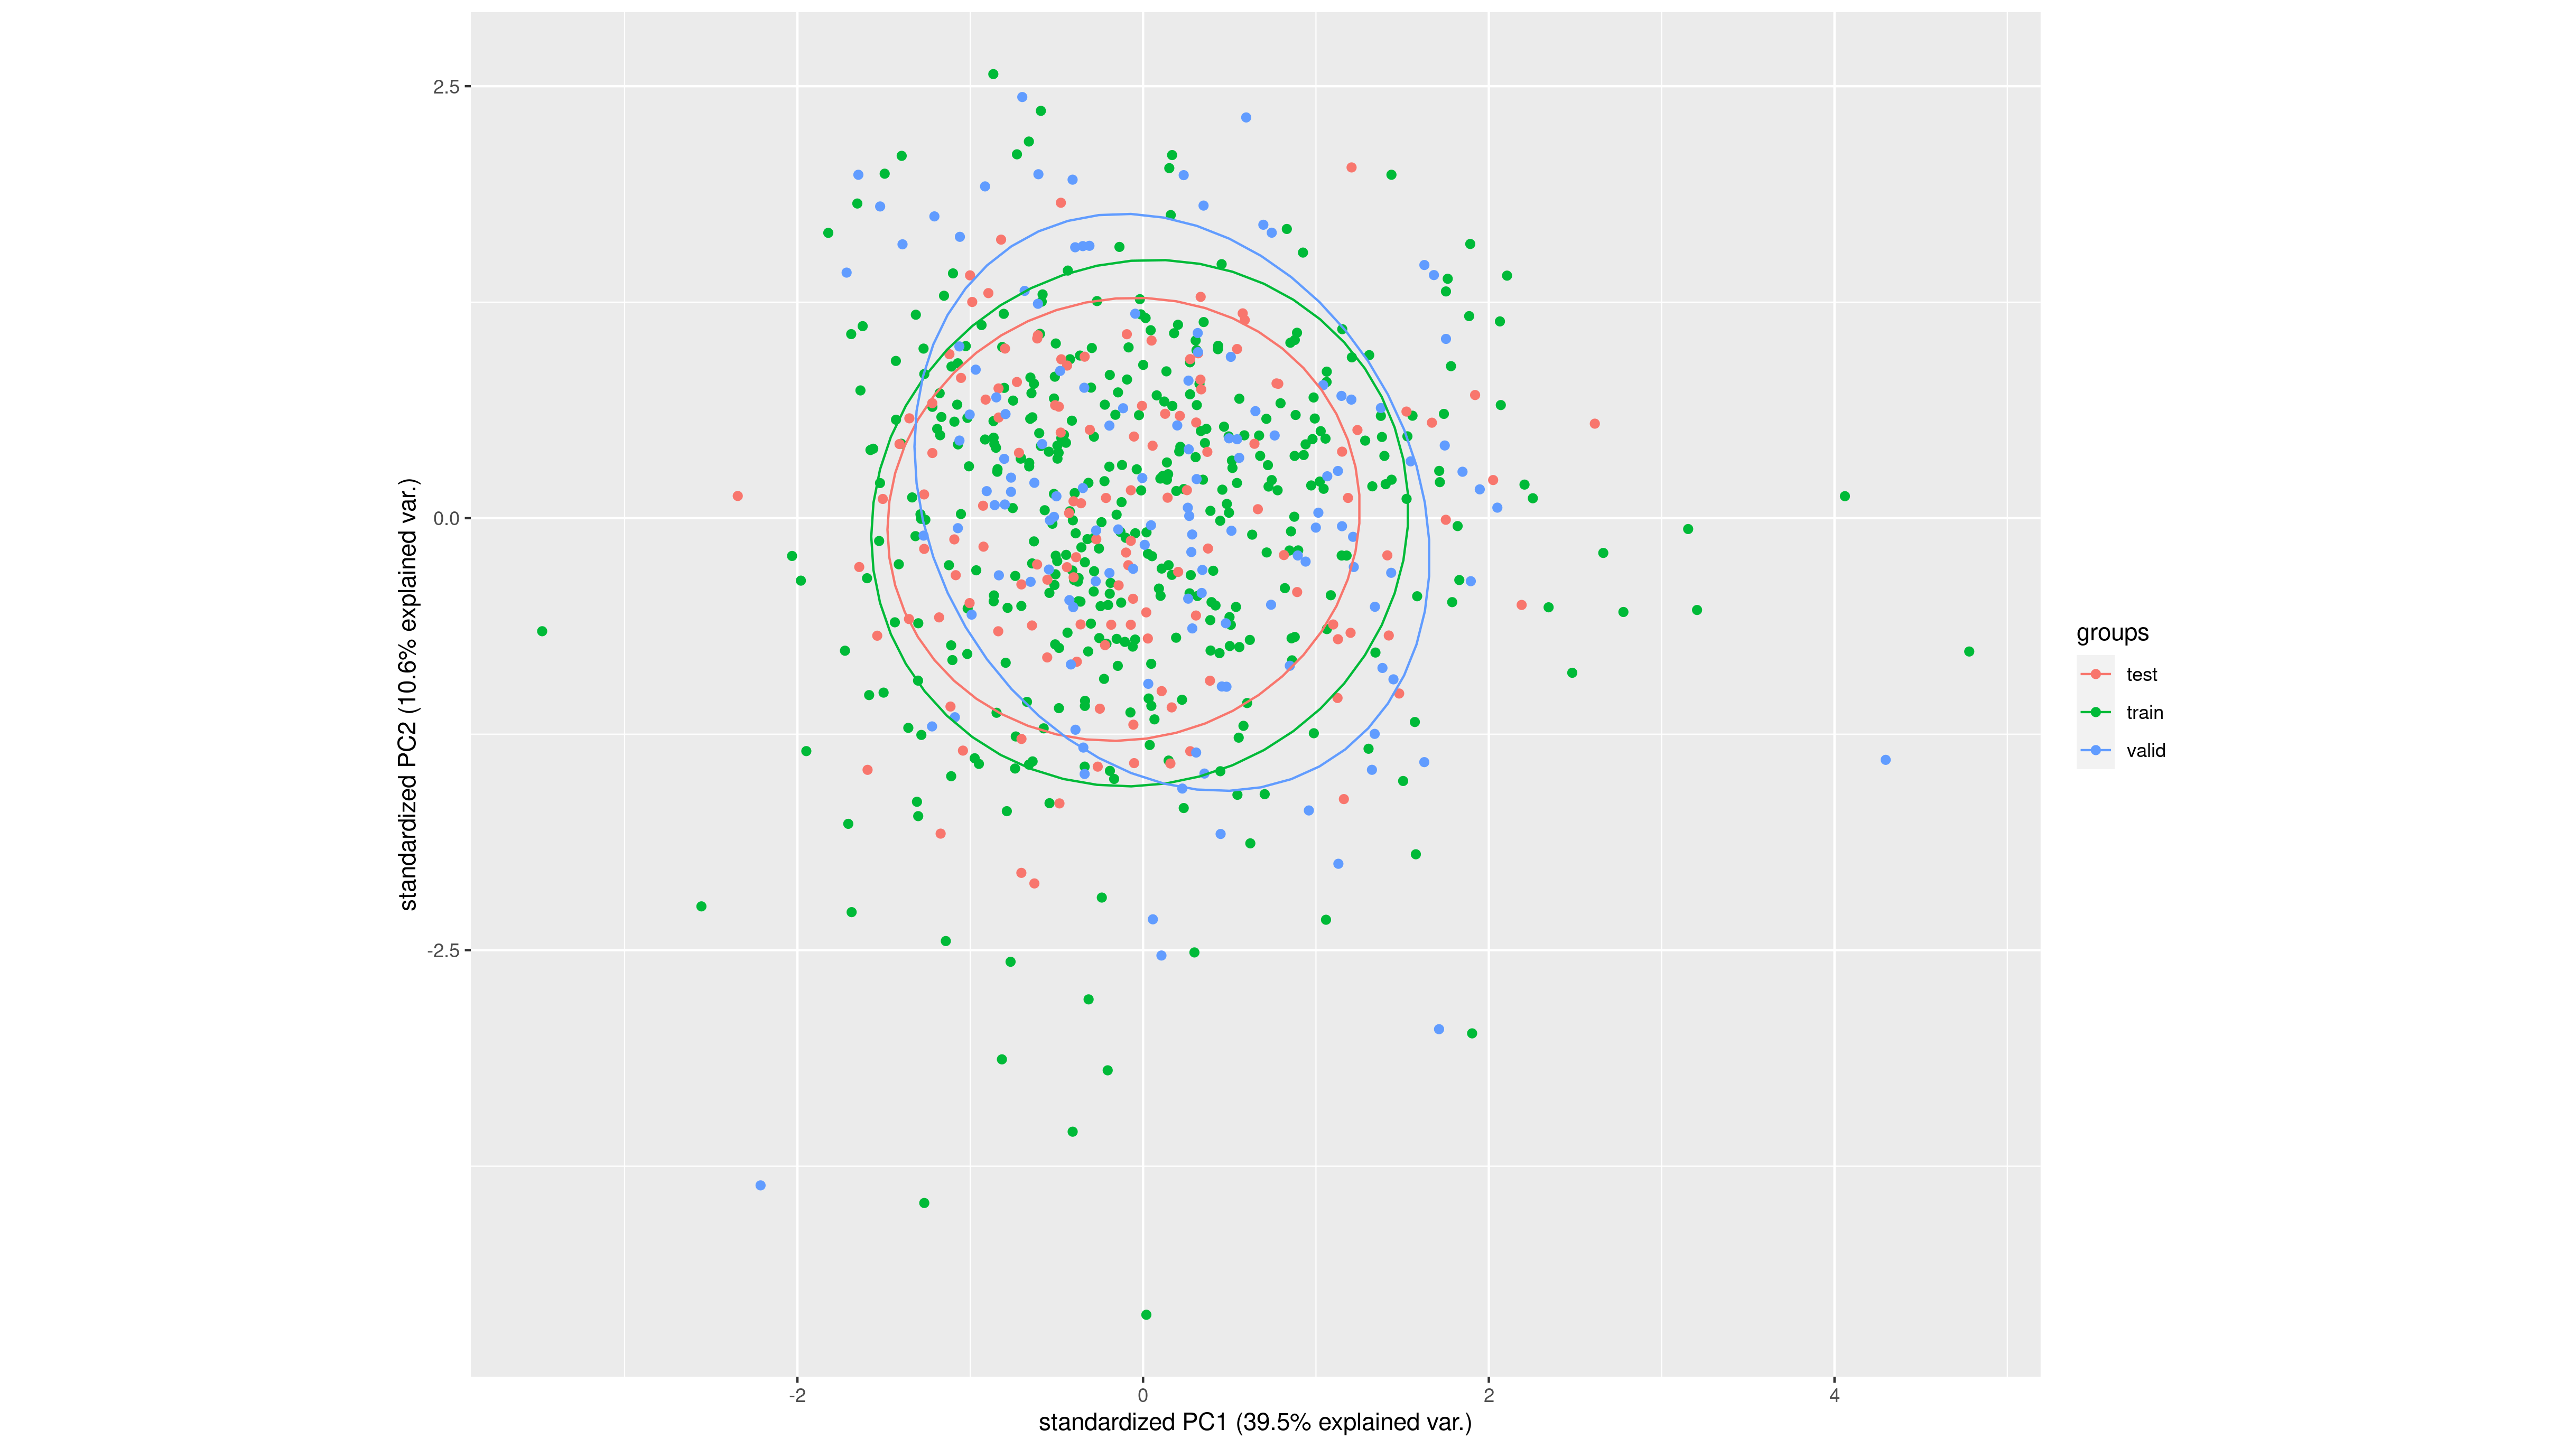 2.5
0.0
-2.5
standardized PC2 (10.6% explained var.)
-2
0
2
4
standardized PC1 (39.5% explained var.)
groups
test
train
valid